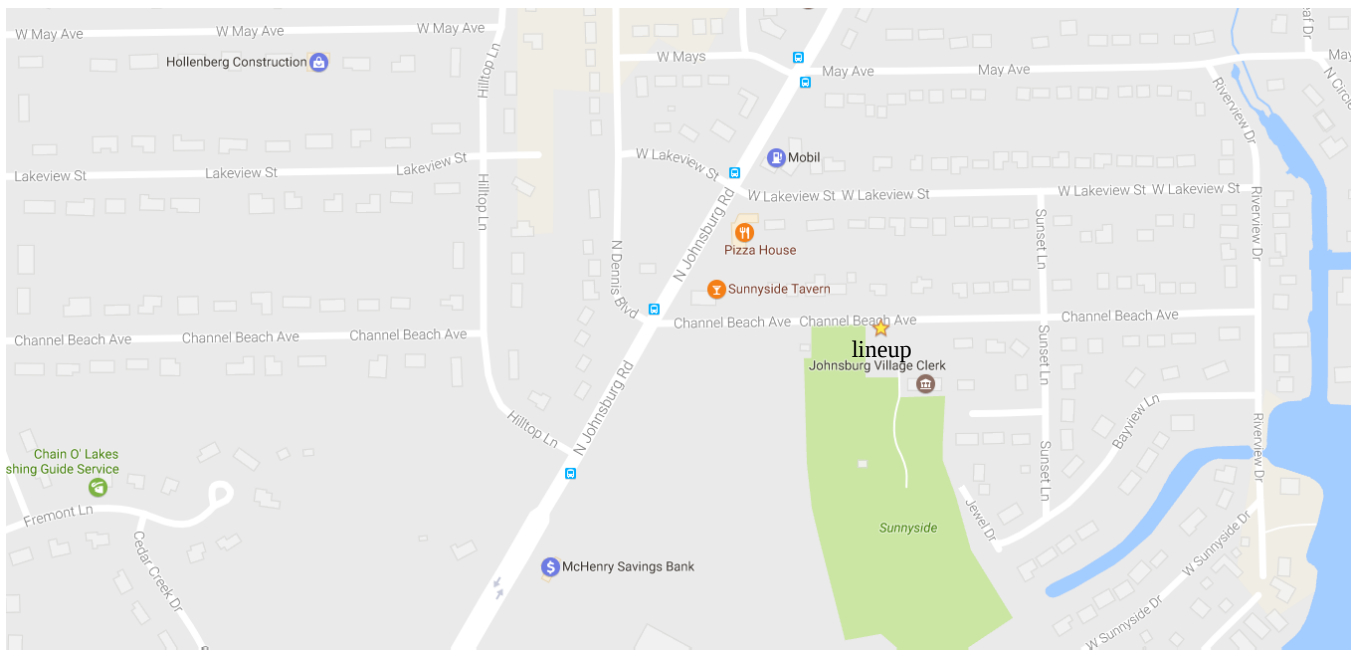 W May Ave
W May Ave
W May Ave
Hollenberg Construction
Hilltop Ln
W Mays
May Ave
May Ave
May
N Circle
Riverview Dr
W Lakeview St
Mobil
Lakeview St
Lakeview St
Lakeview St
W Lakeview St
W Lakeview St
W Lakeview St
W Lakeview St
Hilltop Ln
N Johnsburg Rd
Pizza House
Sunset Ln
Riverview Dr
N Dennis Blvd
Sunnyside Tavern
Channel Beach Ave
Channel Beach Ave
Channel Beach Ave
Channel Beach Ave
Channel Beach Ave
Channel Beach Ave
lineup
Johnsburg Village Clerk
Sunset Ln
N Johnsburg Rd
Hilltop Ln
Bayview Ln
Riverview Dr
Chain O' Lakes
shing Guide Service
Sunset Ln
Fremont Ln
Cedar Creek Dr
Sunnyside
Jewel Dr
W Sunnyside Dr
McHenry Savings Bank
W Sunnyside Dr